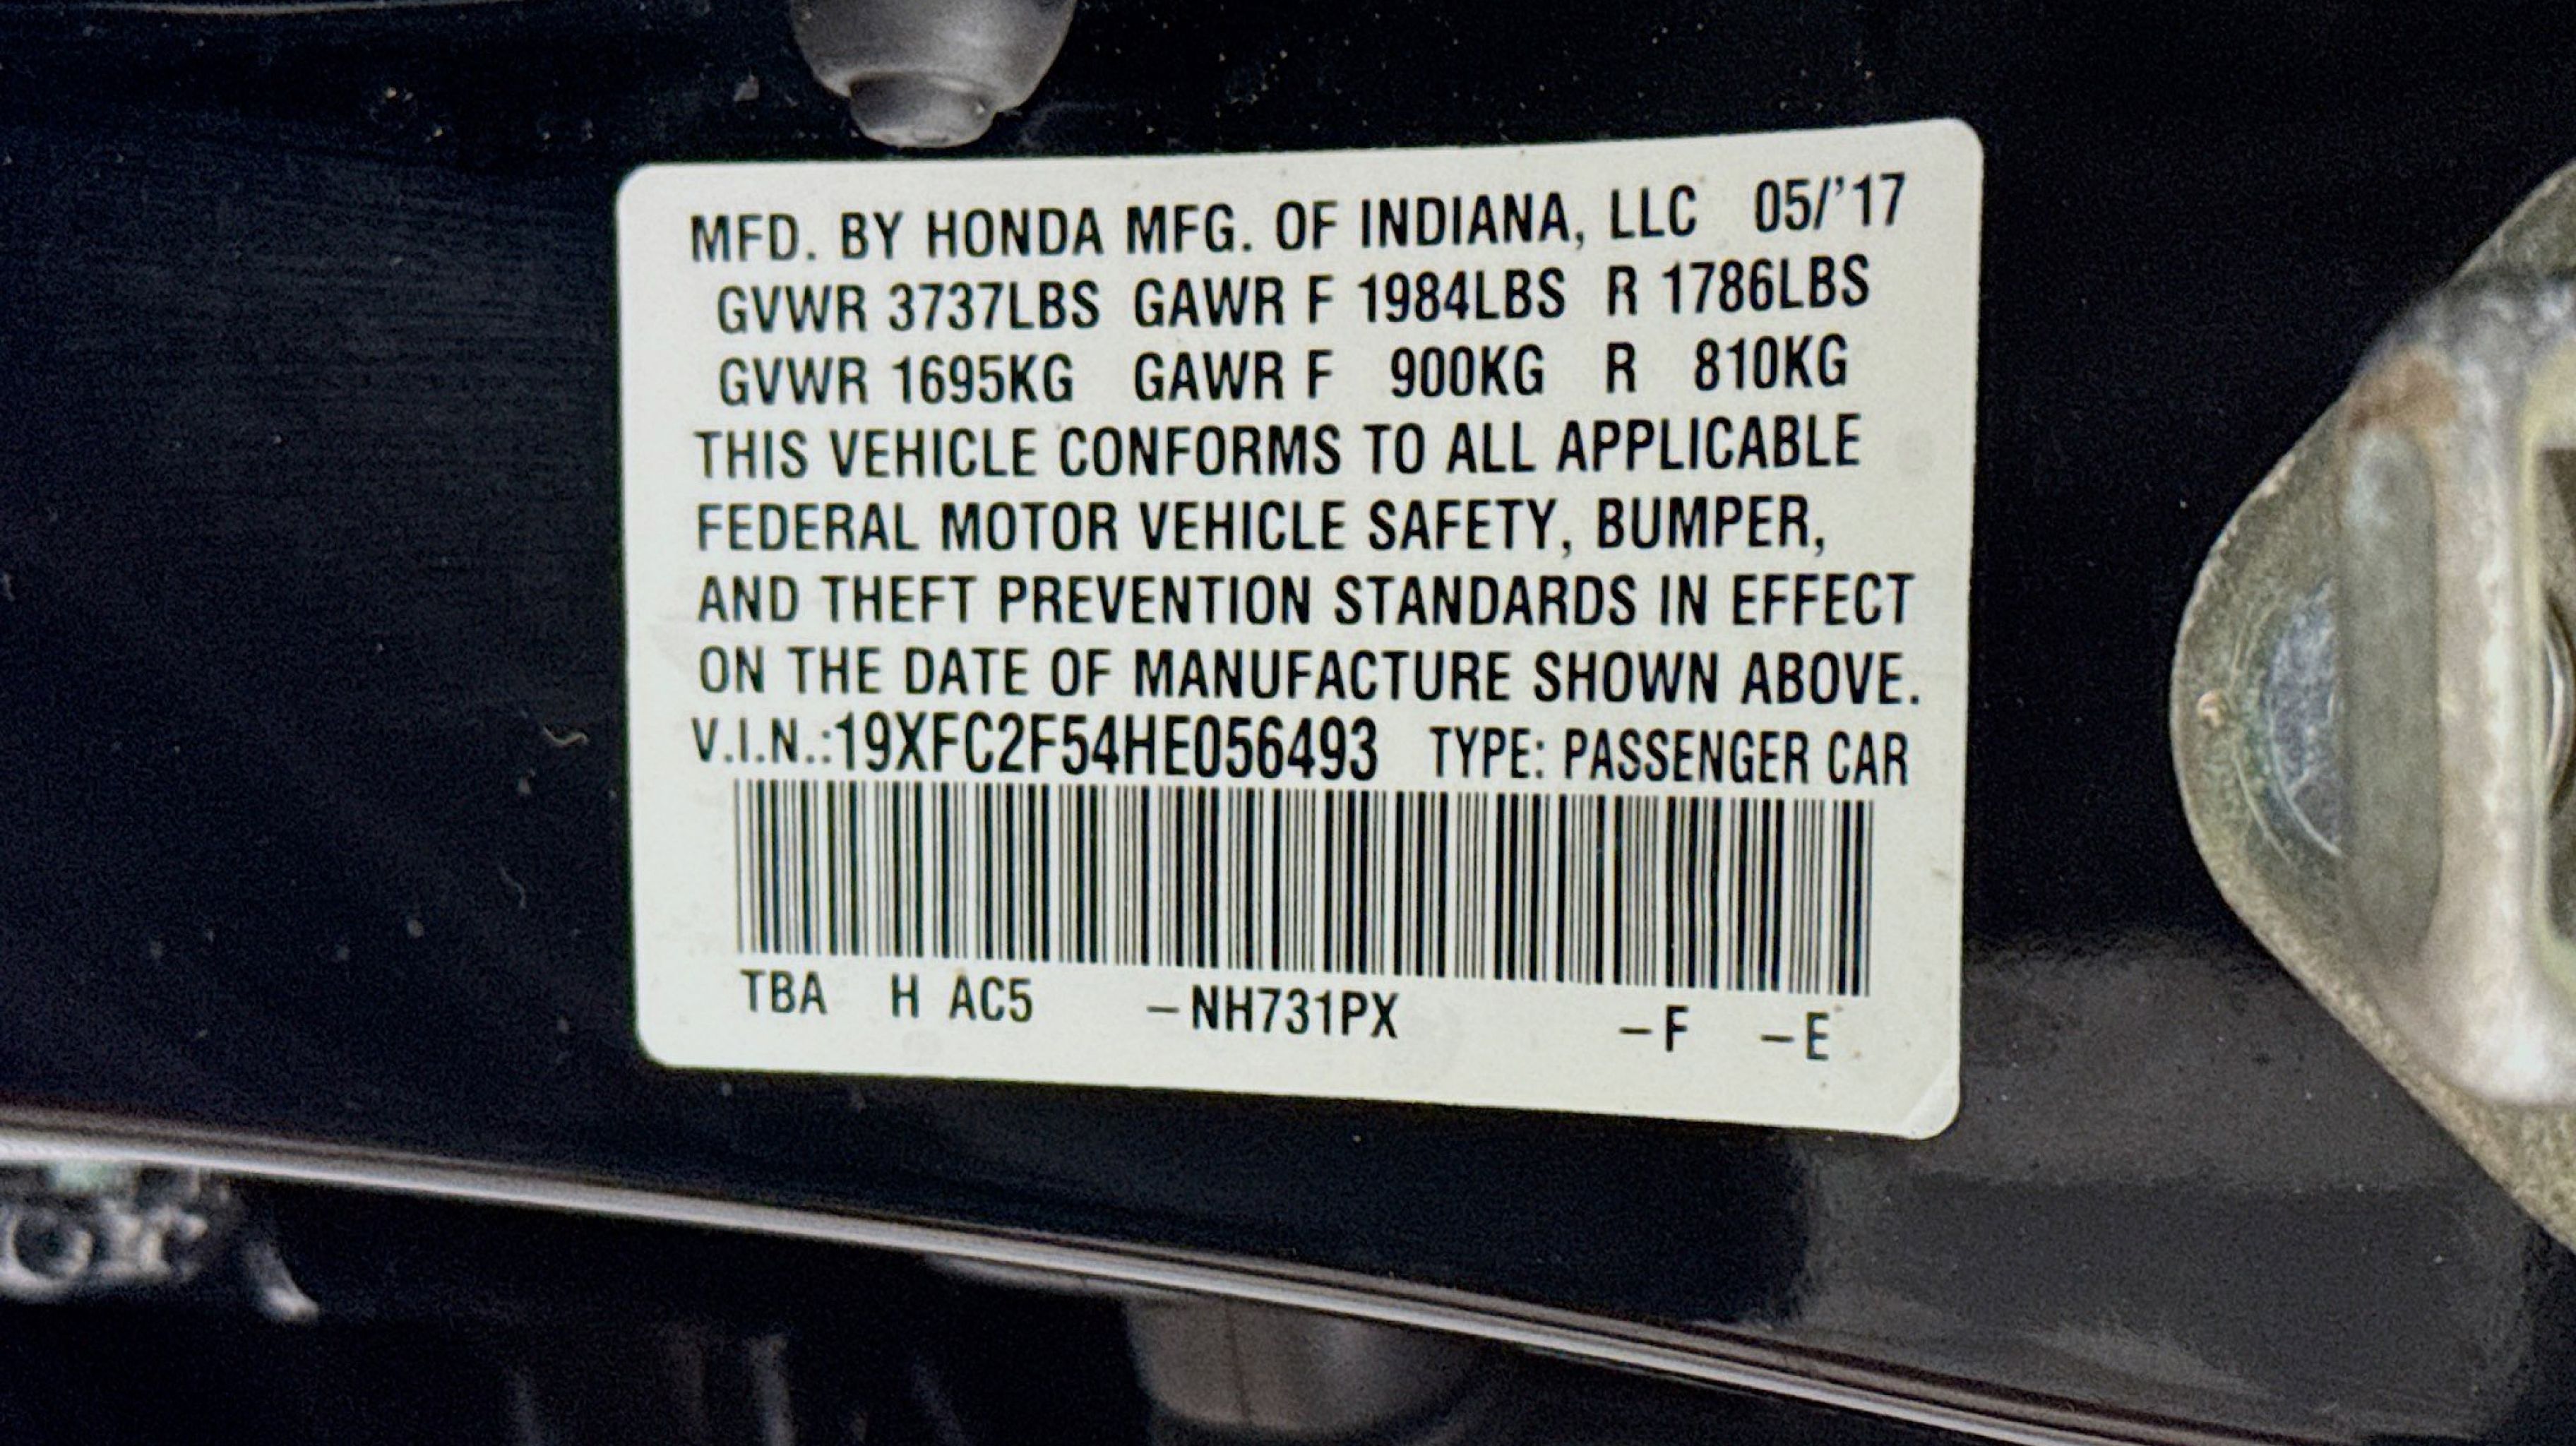 MFD. BY HONDA MFG. OF INDIANA, LLC 05/'17
GVWR 3737LBS GAWR F 1984LBS R 1786LBS
GVWR 1695KG GAWR F 900KG R 810KG
THIS VEHICLE CONFORMS TO ALL APPLICABLE
FEDERAL MOTOR VEHICLE SAFETY, BUMPER,
AND THEFT PREVENTION STANDARDS IN EFFECT
ON THE DATE OF MANUFACTURE SHOWN ABOVE.
V.I.N.:19XFC2F54HE056493 TYPE: PASSENGER CAR
TBA H AC5 –NH731PX –F –E